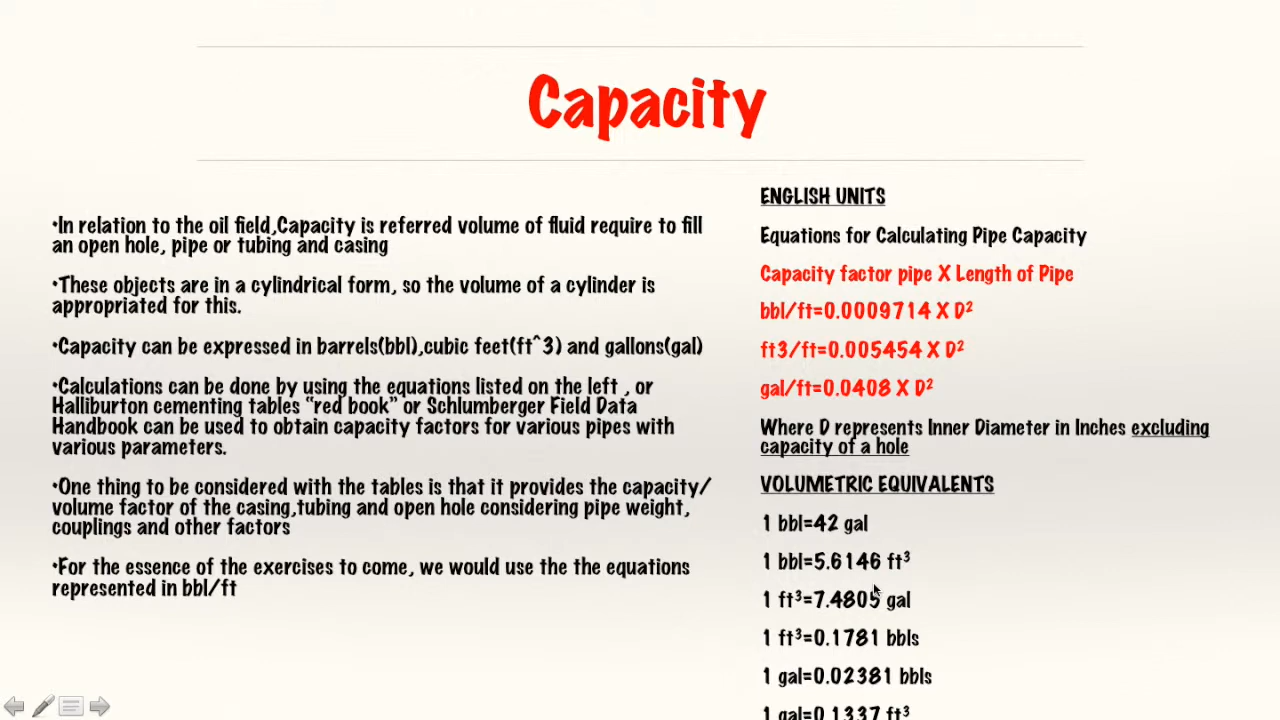 Capacity
•In relation to the oil field,Capacity is referred volume of fluid require to fill
an open hole, pipe or tubing and casing
•These objects are in a cylindrical form, so the volume of a cylinder is
appropriated for this.
•Capacity can be expressed in barrels(bbl),cubic feet(ft^3) and gallons(gal)
•Calculations can be done by using the equations listed on the left , or
Halliburton cementing tables "red book" or Schlumberger Field Data
Handbook can be used to obtain capacity factors for various pipes with
various parameters.
•One thing to be considered with the tables is that it provides the capacity/
volume factor of the casing,tubing and open hole considering pipe weight,
couplings and other factors
•For the essence of the exercises to come, we would use the the equations
represented in bbl/ft
ENGLISH UNITS
Equations for Calculating Pipe Capacity
Capacity factor pipe X Length of Pipe
bbl/ft=0.0009714 X D²
ft3/ft=0.005454 X D²
gal/ft=0.0408 X D²
Where D represents Inner Diameter in Inches excluding
capacity of a hole
VOLUMETRIC EQUIVALENTS
1 bbl=42 gal
1 bbl=5.6146 ft³
1 ft³=7.4805 gal
1 ft³=0.1781 bbls
1 gal=0.02381 bbls
1 gal=0.1337 ft³